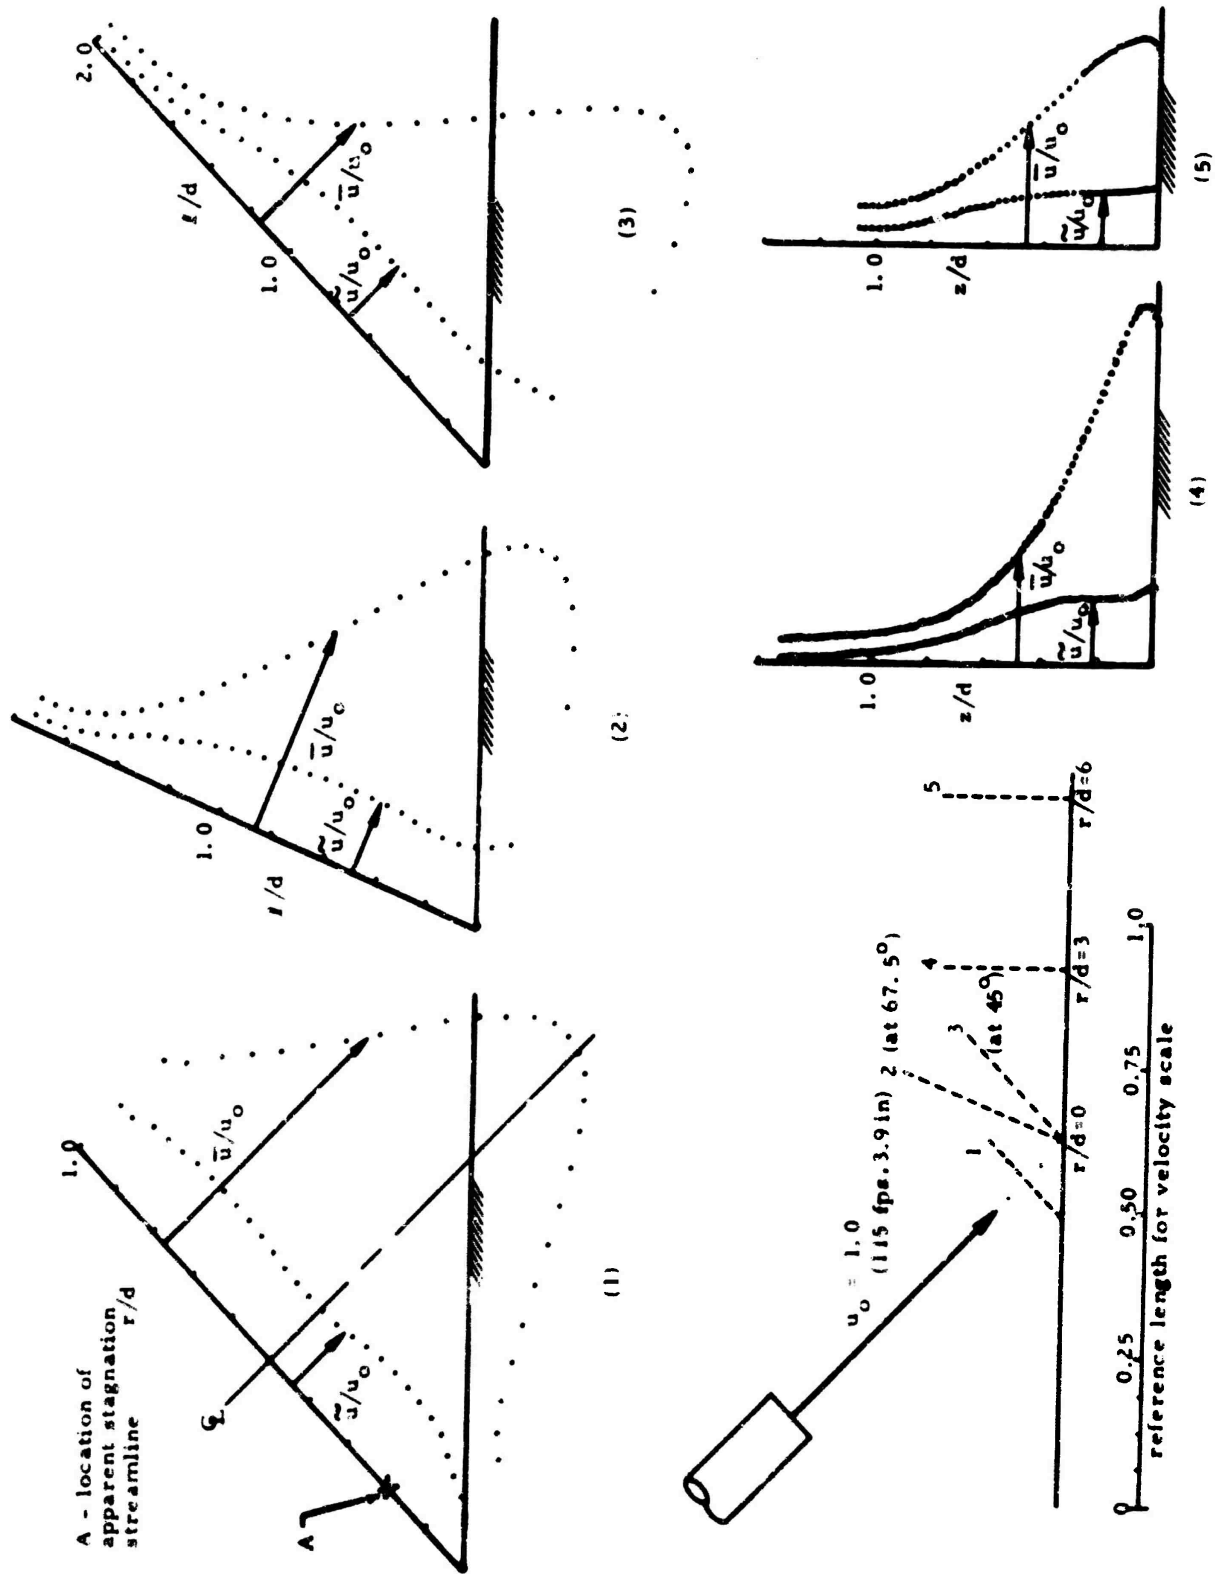 A - location of
apparent stagnation
streamline
r/d
1.0
A
℄
ũ/u₀
u̅/u₀
(1)
1.0
ℓ/d
ũ/u₀
u̅/u₀
(2)
2.0
ℓ/d
1.0
ũ/u₀
u̅/u₀
(3)
u₀ = 1.0
(115 fps, 3.9 in)
1
2 (at 67.5°)
3
(at 45°)
4
5
r/d=0
r/d=3
r/d=6
0
0.25
0.50
0.75
1.0
reference length for velocity scale
1.0
z/d
ũ/u₀
u̅/u₀
(4)
1.0
z/d
ũ/u₀
u̅/u₀
(5)